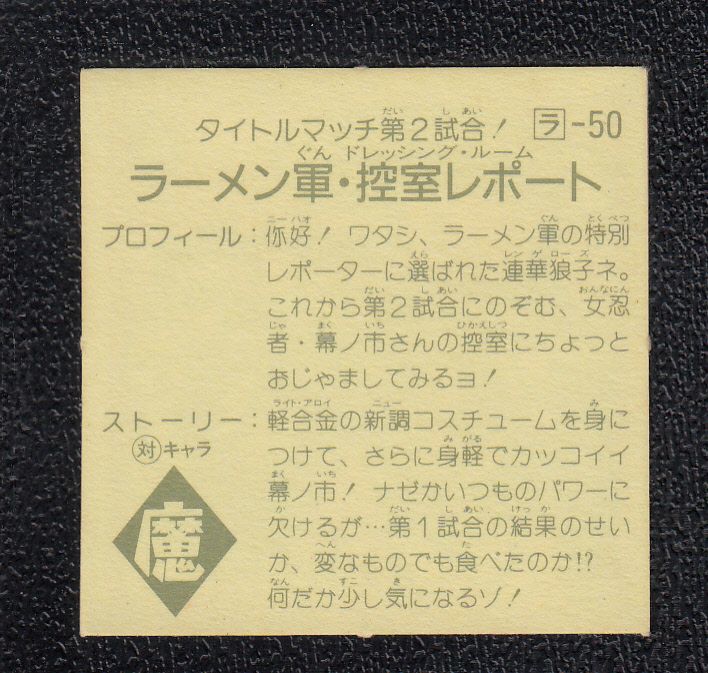 タイトルマッチ第２試合！ ラ-50
ラーメン軍・控室レポート
プロフィール：你好！ワタシ、ラーメン軍の特別
レポーターに選ばれた連華狼子ネ。
これから第２試合にのぞむ、女忍
者・幕ノ市さんの控室にちょっと
おじゃましてみるヨ！
ストーリー：軽合金の新調コスチュームを身に
対キャラ
つけて、さらに身軽でカッコイイ
幕ノ市！ナゼかいつものパワーに
魔
欠けるが…第１試合の結果のせい
か、変なものでも食べたのか!?
何だか少し気になるゾ！